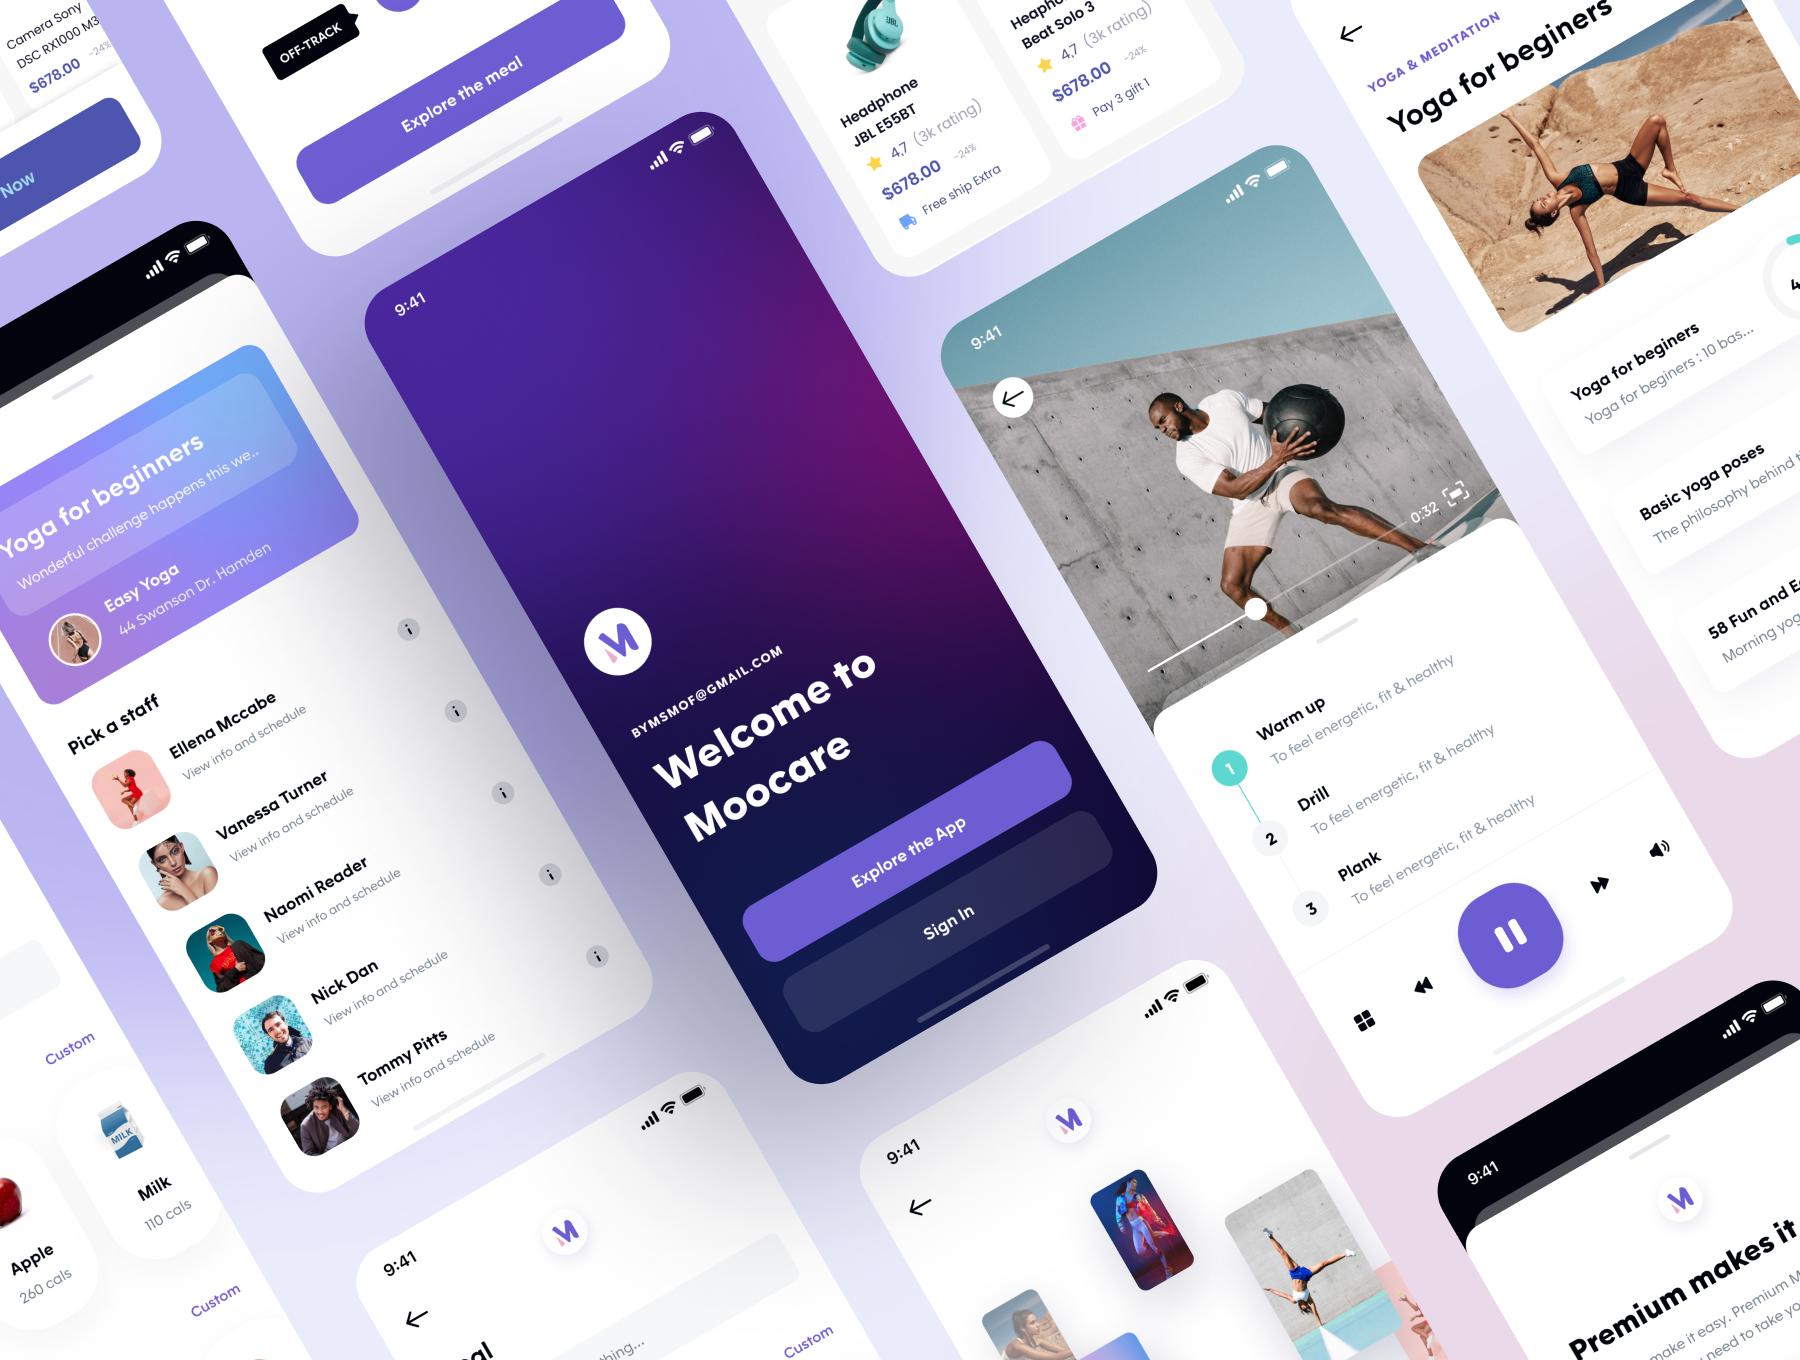 Camera Sony
DSC RX1000 M3
$678.00 -24%
Now
OFF-TRACK
Explore the meal
JBL
Headphone
JBL E55BT
4,7 (3k rating)
$678.00 -24%
Free ship Extra
Beat Solo 3
4,7 (3k rating)
$678.00 -24%
Pay 3 gift 1
YOGA & MEDITATION
Yoga for beginers
Yoga for beginers
Yoga for beginers : 10 bas...
Basic yoga poses
The philosophy behind
58 Fun and
Morning
Yoga for beginners
Wonderful challenge happens this we..
Easy Yoga
44 Swanson Dr. Hamden
Pick a staff
Ellena Mccabe
View info and schedule
Vanessa Turner
View info and schedule
Naomi Reader
View info and schedule
Nick Dan
View info and schedule
Tommy Pitts
View info and schedule
9:41
BYMSMOF@GMAIL.COM
Welcome to
Moocare
Explore the App
Sign In
9:41
0:32
1
Warm up
To feel energetic, fit & healthy
2
Drill
To feel energetic, fit & healthy
3
Plank
To feel energetic, fit & healthy
Custom
MILK
Milk
110 cals
Apple
260 cals
Custom
9:41
Custom
9:41
9:41
Premium makes it
make it easy. Premium
need to take